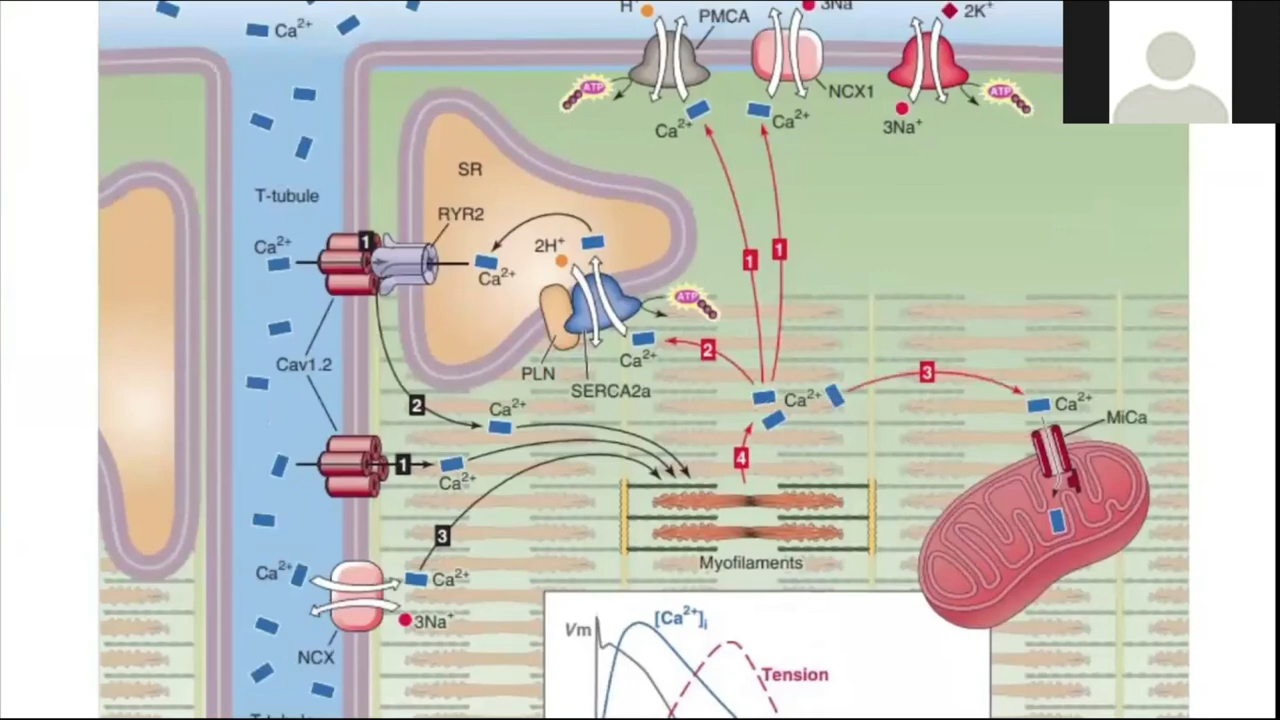 H⁺
PMCA
3Na⁺
2K⁺
Ca²⁺
ATP
NCX1
ATP
Ca²⁺
Ca²⁺
3Na⁺
SR
T-tubule
RYR2
Ca²⁺
1
2H⁺
Ca²⁺
1
1
ATP
PLN
SERCA2a
Ca²⁺
2
3
Cav1.2
2
Ca²⁺
Ca²⁺
Ca²⁺
MiCa
4
1
Ca²⁺
3
Myofilaments
Ca²⁺
Ca²⁺
3Na⁺
NCX
Vm
[Ca²⁺]i
Tension